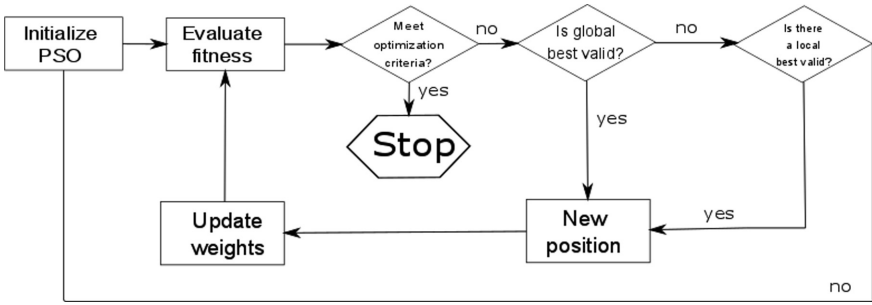 Initialize
PSO
Evaluate
fitness
Meet
optimization
criteria?
no
Is global
best valid?
no
Is there
a local
best valid?
yes
Stop
yes
yes
New
position
Update
weights
no